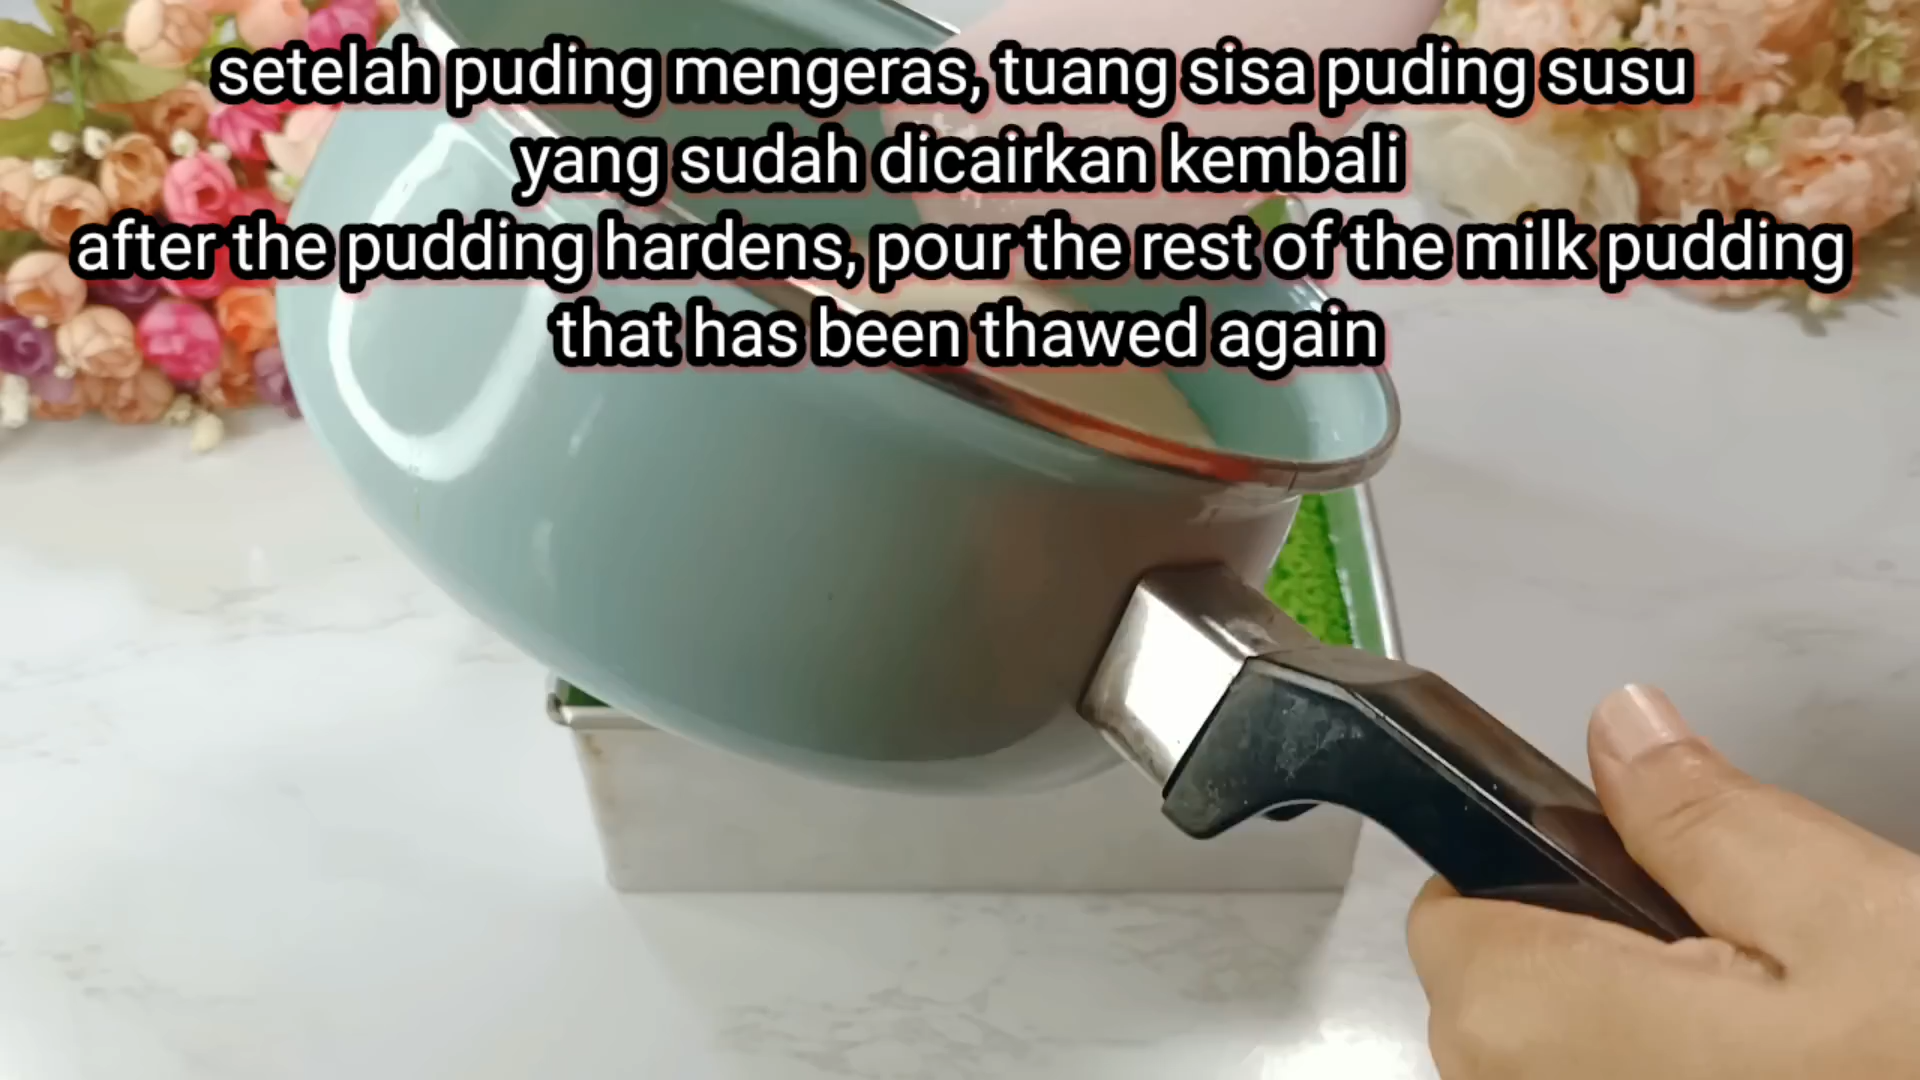 setelah puding mengeras, tuang sisa puding susu
yang sudah dicairkan kembali
after the pudding hardens, pour the rest of the milk pudding
that has been thawed again